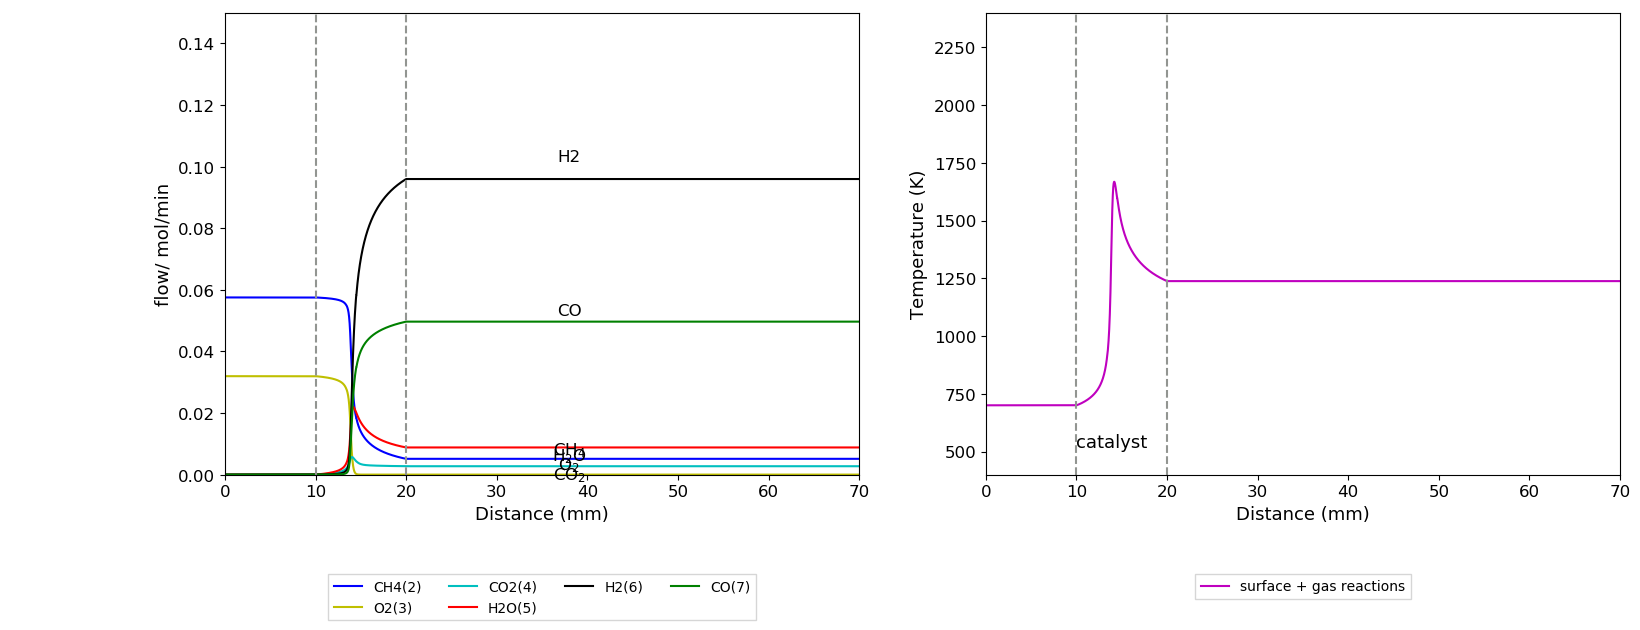 0.14
0.12
0.10
0.08
0.06
0.04
0.02
0.00
flow/ mol/min
H2
CO
CH4
H2O
O2
CO2
0 10 20 30 40 50 60 70
Distance (mm)
CH4(2) CO2(4) H2(6) CO(7)
O2(3) H2O(5)
2250
2000
1750
1500
1250
1000
750
500
Temperature (K)
catalyst
0 10 20 30 40 50 60 70
Distance (mm)
surface + gas reactions